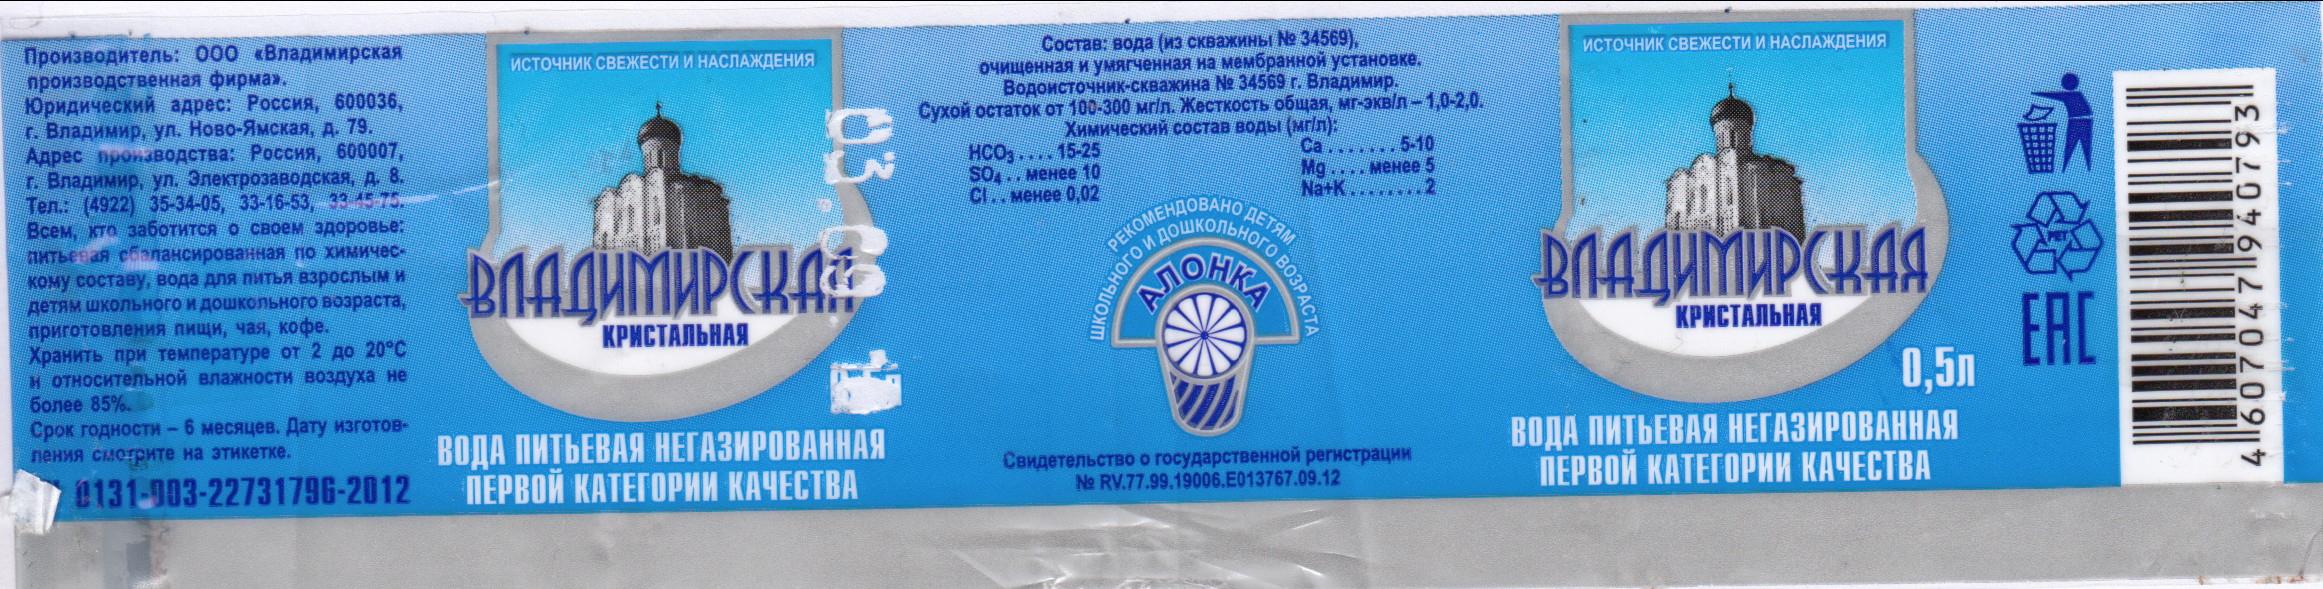 Производитель: ООО «Владимирская
производственная фирма».
Юридический адрес: Россия, 600036,
г. Владимир, ул. Ново-Ямская, д. 79.
Адрес производства: Россия, 600007,
г. Владимир, ул. Электрозаводская, д. 8.
Тел.: (4922) 35-34-05, 33-16-53, 33-45-75.
Всем, кто заботится о своем здоровье:
питьевая сбалансированная по химичес-
кому составу, вода для питья взрослым и
детям школьного и дошкольного возраста,
приготовления пищи, чая, кофе.
Хранить при температуре от 2 до 20°С
и относительной влажности воздуха не
более 85%.
Срок годности – 6 месяцев. Дату изготов-
ления смотрите на этикетке.
0131-003-22731796-2012
ИСТОЧНИК СВЕЖЕСТИ И НАСЛАЖДЕНИЯ
ВЛАДИМИРСКАЯ
КРИСТАЛЬНАЯ
ВОДА ПИТЬЕВАЯ НЕГАЗИРОВАННАЯ
ПЕРВОЙ КАТЕГОРИИ КАЧЕСТВА
Состав: вода (из скважины № 34569),
очищенная и умягченная на мембранной установке.
Водоисточник-скважина № 34569 г. Владимир.
Сухой остаток от 100-300 мг/л. Жесткость общая, мг-экв/л – 1,0-2,0.
Химический состав воды (мг/л):
HCO3 .... 15-25
SO4 .. менее 10
Cl .. менее 0,02
Ca ....... 5-10
Mg .... менее 5
Na+K ........ 2
РЕКОМЕНДОВАНО ДЕТЯМ
ШКОЛЬНОГО И ДОШКОЛЬНОГО ВОЗРАСТА
АЛОНКА
Свидетельство о государственной регистрации
№ RV.77.99.19006.E013767.09.12
ИСТОЧНИК СВЕЖЕСТИ И НАСЛАЖДЕНИЯ
ВЛАДИМИРСКАЯ
КРИСТАЛЬНАЯ
0,5л
ВОДА ПИТЬЕВАЯ НЕГАЗИРОВАННАЯ
ПЕРВОЙ КАТЕГОРИИ КАЧЕСТВА
PET
EAC
4 607047 940793